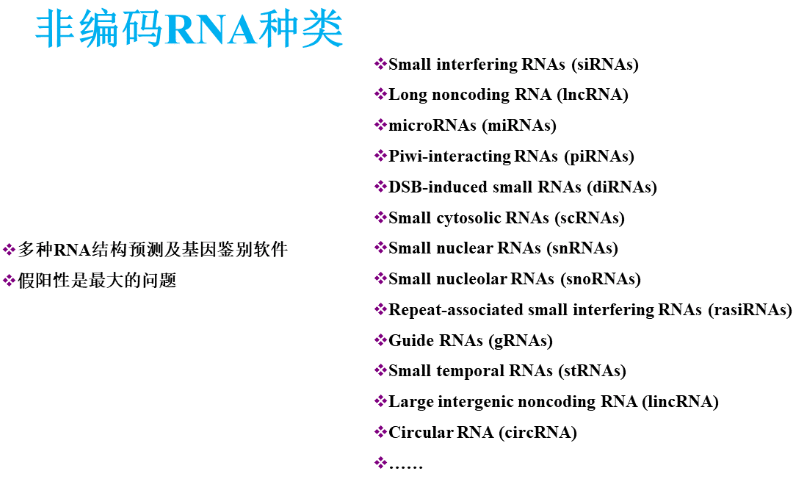 非编码RNA种类
❖多种RNA结构预测及基因鉴别软件
❖假阳性是最大的问题
❖Small interfering RNAs (siRNAs)
❖Long noncoding RNA (lncRNA)
❖microRNAs (miRNAs)
❖Piwi-interacting RNAs (piRNAs)
❖DSB-induced small RNAs (diRNAs)
❖Small cytosolic RNAs (scRNAs)
❖Small nuclear RNAs (snRNAs)
❖Small nucleolar RNAs (snoRNAs)
❖Repeat-associated small interfering RNAs (rasiRNAs)
❖Guide RNAs (gRNAs)
❖Small temporal RNAs (stRNAs)
❖Large intergenic noncoding RNA (lincRNA)
❖Circular RNA (circRNA)
❖……